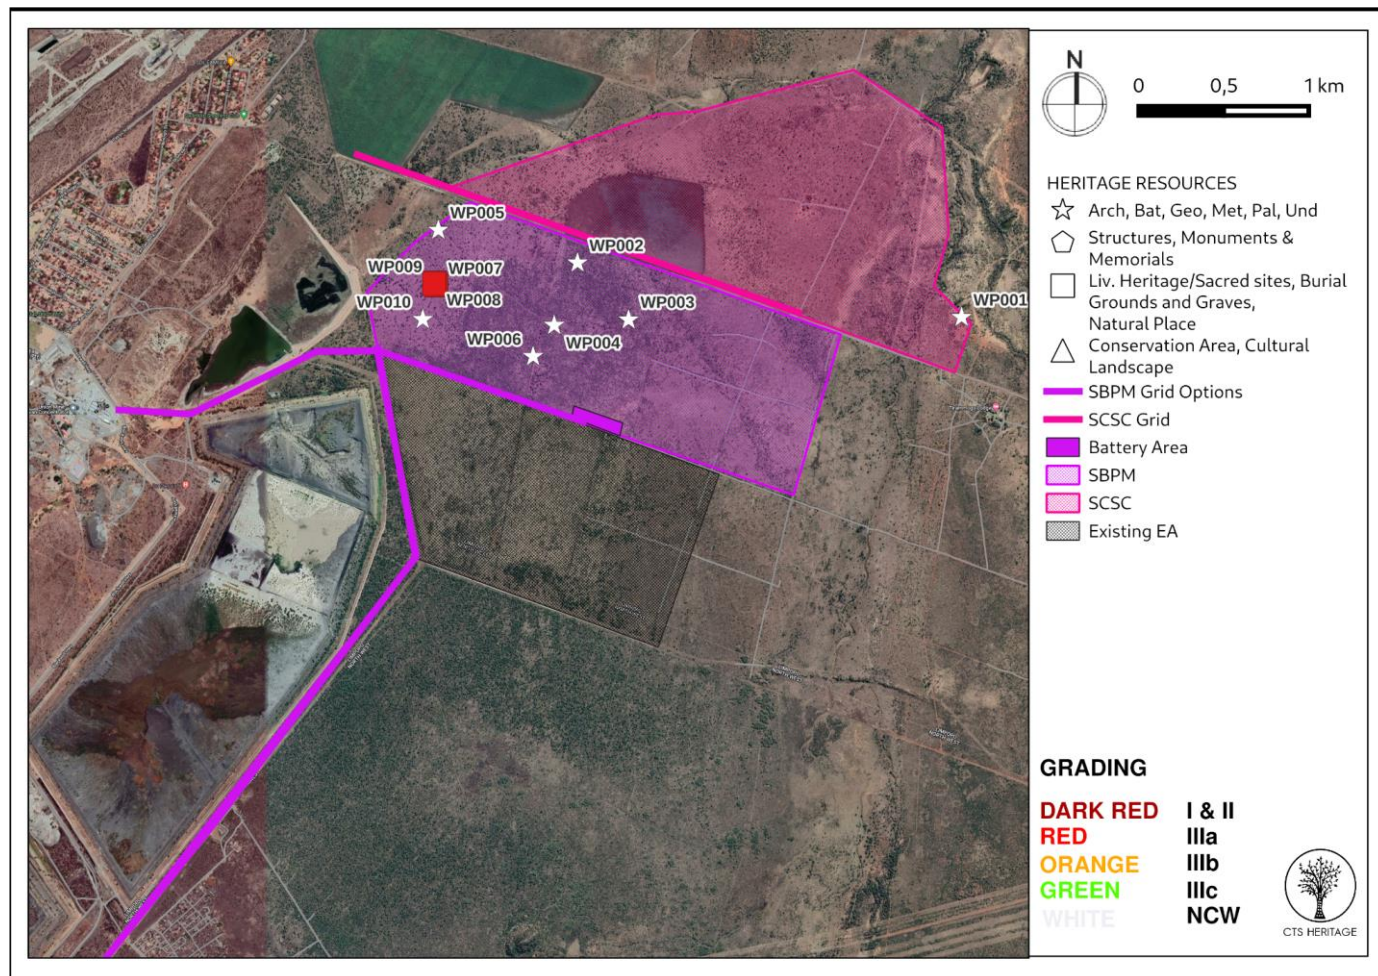 WP005
WP002
WP009
WP007
WP010
WP008
WP003
WP001
WP006
WP004
N
0
0,5
1 km
HERITAGE RESOURCES
Arch, Bat, Geo, Met, Pal, Und
Structures, Monuments &
Memorials
Liv. Heritage/Sacred sites, Burial
Grounds and Graves,
Natural Place
Conservation Area, Cultural
Landscape
SBPM Grid Options
SCSC Grid
Battery Area
SBPM
SCSC
Existing EA
GRADING
DARK RED I & II
RED IIIa
ORANGE IIIb
GREEN IIIc
WHITE NCW
CTS HERITAGE